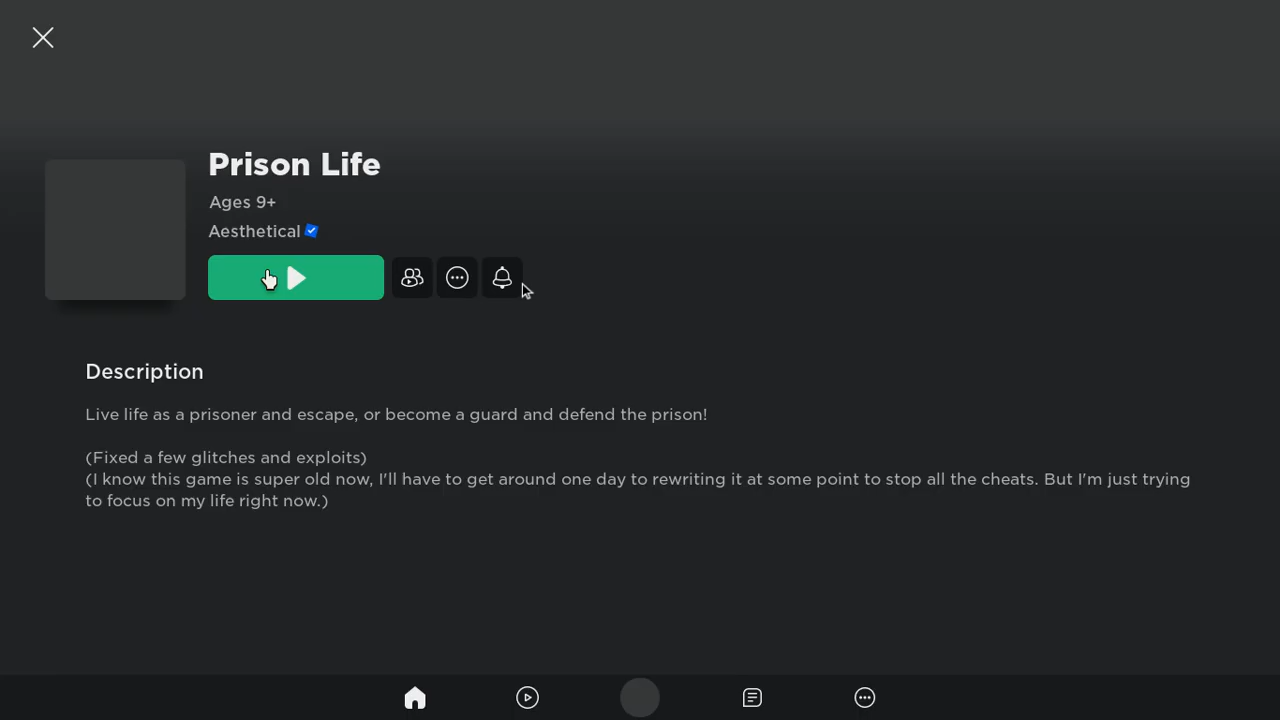 Prison Life
Ages 9+
Aesthetical
Description
Live life as a prisoner and escape, or become a guard and defend the prison!
(Fixed a few glitches and exploits)
(I know this game is super old now, I'll have to get around one day to rewriting it at some point to stop all the cheats. But I'm just trying
to focus on my life right now.)